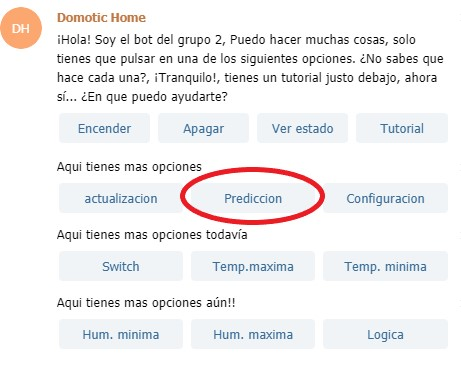 DH
Domotic Home
¡Hola! Soy el bot del grupo 2, Puedo hacer muchas cosas, solo
tienes que pulsar en una de los siguientes opciones. ¿No sabes que
hace cada una?, ¡Tranquilo!, tienes un tutorial justo debajo, ahora
sí... ¿En que puedo ayudarte?
Encender Apagar Ver estado Tutorial
Aqui tienes mas opciones
actualizacion Prediccion Configuracion
Aqui tienes mas opciones todavía
Switch Temp.maxima Temp. minima
Aqui tienes mas opciones aún!!
Hum. minima Hum. maxima Logica